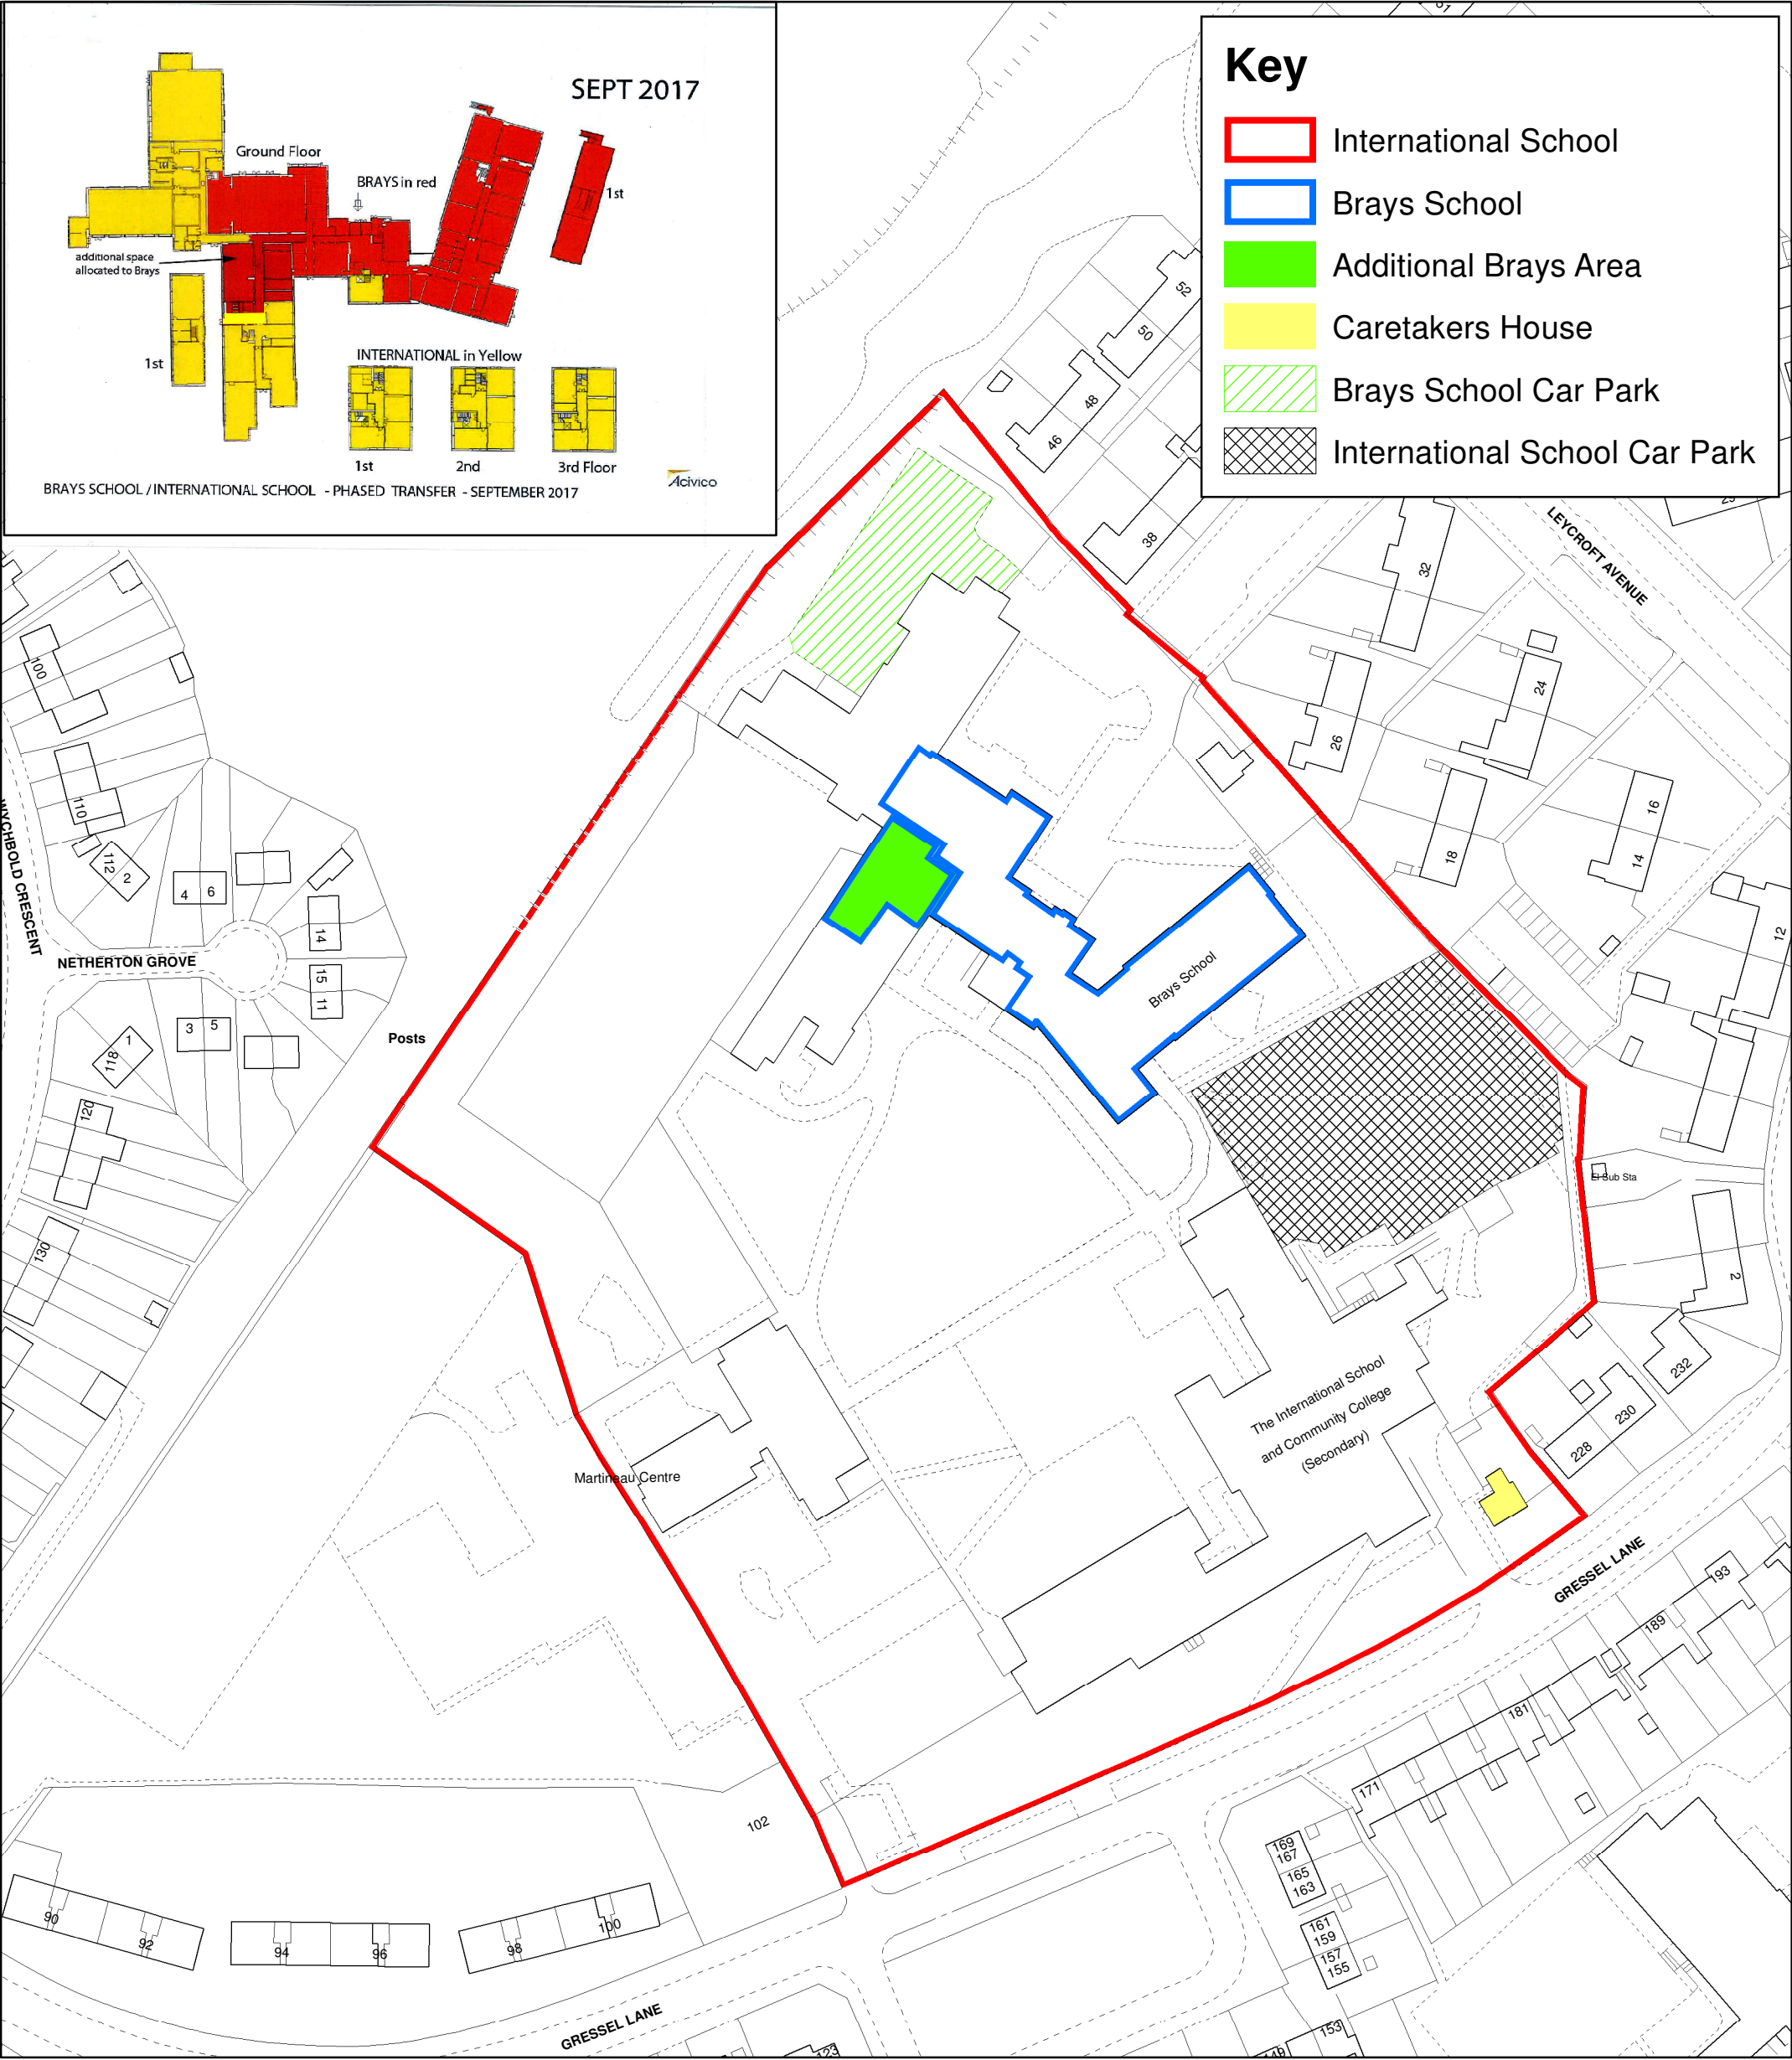 SEPT 2017
Ground Floor
BRAYS in red
1st
additional space
allocated to Brays
1st
INTERNATIONAL in Yellow
1st
2nd
3rd Floor
BRAYS SCHOOL / INTERNATIONAL SCHOOL - PHASED TRANSFER - SEPTEMBER 2017
Acivico
Key
International School
Brays School
Additional Brays Area
Caretakers House
Brays School Car Park
International School Car Park
51
52
50
48
46
38
LEYCROFT AVENUE
32
26
24
18
16
14
12
100
110
112
2
4
6
14
WYCHBOLD CRESCENT
NETHERTON GROVE
15
11
3
5
1
118
120
130
Posts
Brays School
El Sub Sta
2
232
230
228
The International School
and Community College
(Secondary)
Martineau Centre
GRESSEL LANE
193
189
181
171
169
167
165
163
161
159
157
155
153
149
123
102
90
92
94
96
98
100
GRESSEL LANE